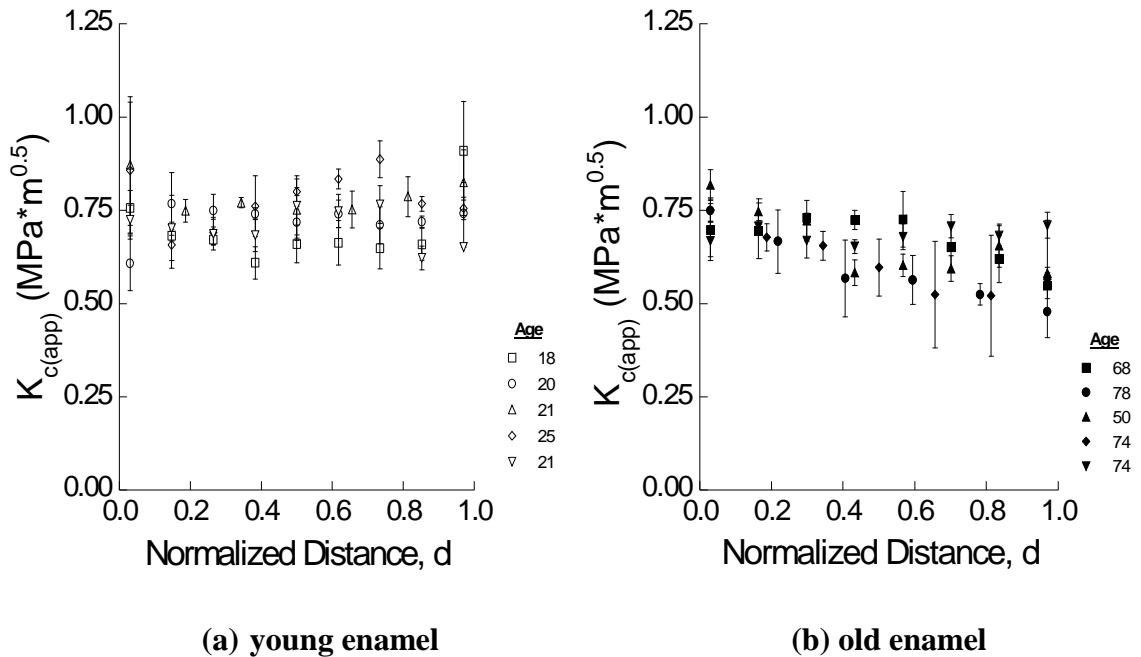 1.25
1.00
0.75
0.50
0.25
0.00
K_c(app) (MPa*m^0.5)
0.0 0.2 0.4 0.6 0.8 1.0
Normalized Distance, d
Age
18
20
21
25
21
(a) young enamel
1.25
1.00
0.75
0.50
0.25
0.00
K_c(app) (MPa*m^0.5)
0.0 0.2 0.4 0.6 0.8 1.0
Normalized Distance, d
Age
68
78
50
74
74
(b) old enamel